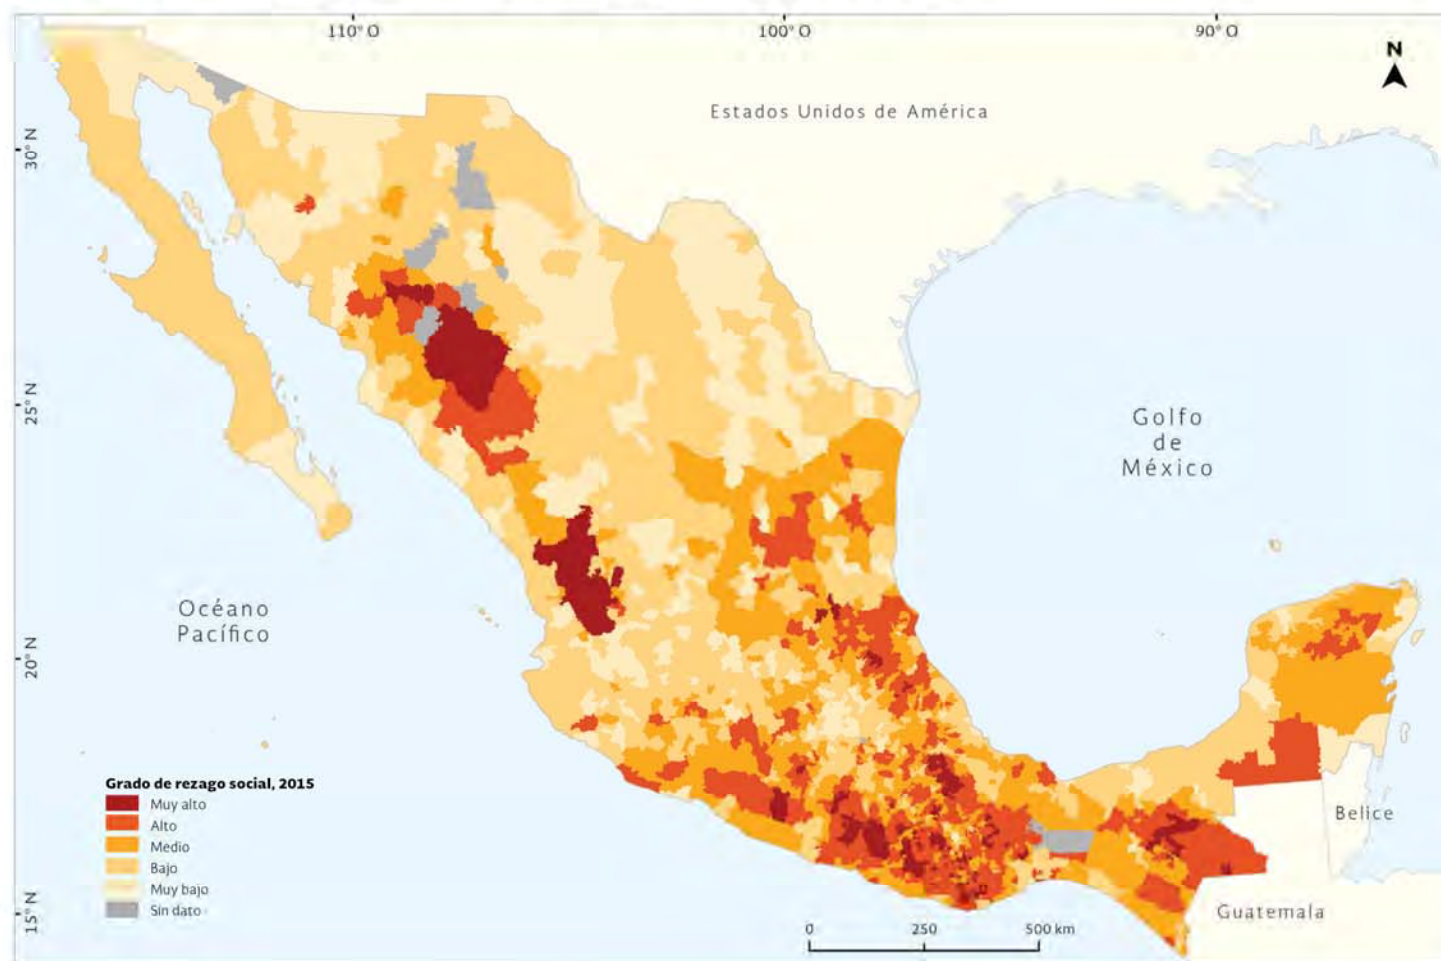 110° O
100° O
90° O
N
Estados Unidos de América
30° N
25° N
Golfo
de
México
Océano
Pacífico
20° N
Grado de rezago social, 2015
Muy alto
Alto
Medio
Bajo
Muy bajo
Sin dato
Belice
Guatemala
15° N
0 250 500 km